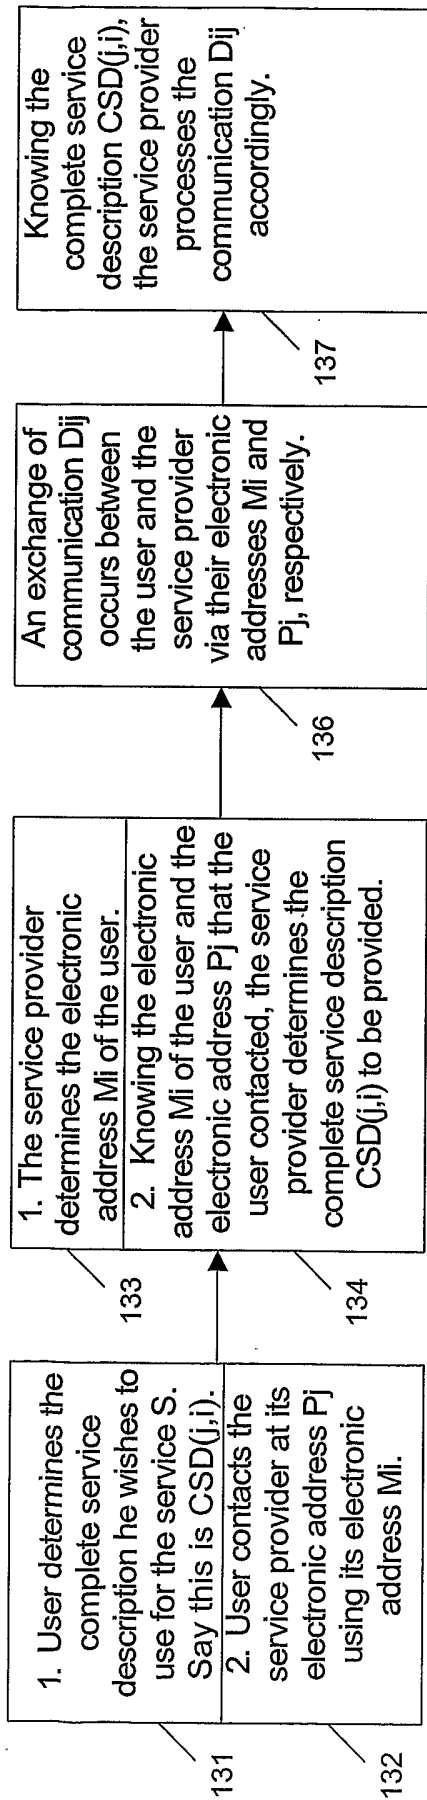 1. User determines the
complete service
description he wishes to
use for the service S.
Say this is CSD(j,i).
131
2. User contacts the
service provider at its
electronic address Pj
using its electronic
address Mi.
132
1. The service provider
determines the electronic
address Mi of the user.
133
2. Knowing the electronic
address Mi of the user and the
electronic address Pj that the
user contacted, the service
provider determines the
complete service description
CSD(j,i) to be provided.
134
An exchange of
communication Dij
occurs between
the user and the
service provider
via their electronic
addresses Mi and
Pj, respectively.
136
Knowing the
complete service
description CSD(j,i),
the service provider
processes the
communication Dij
accordingly.
137